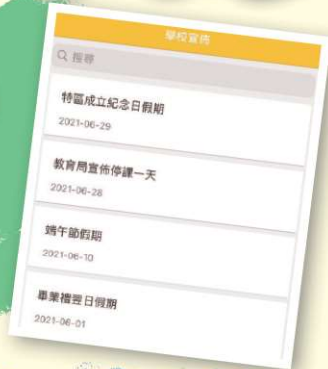 學校宣佈
搜尋
特區成立紀念日假期
2021-06-29
教育局宣佈停課一天
2021-06-28
端午節假期
2021-06-10
畢業禮翌日假期
2021-06-01